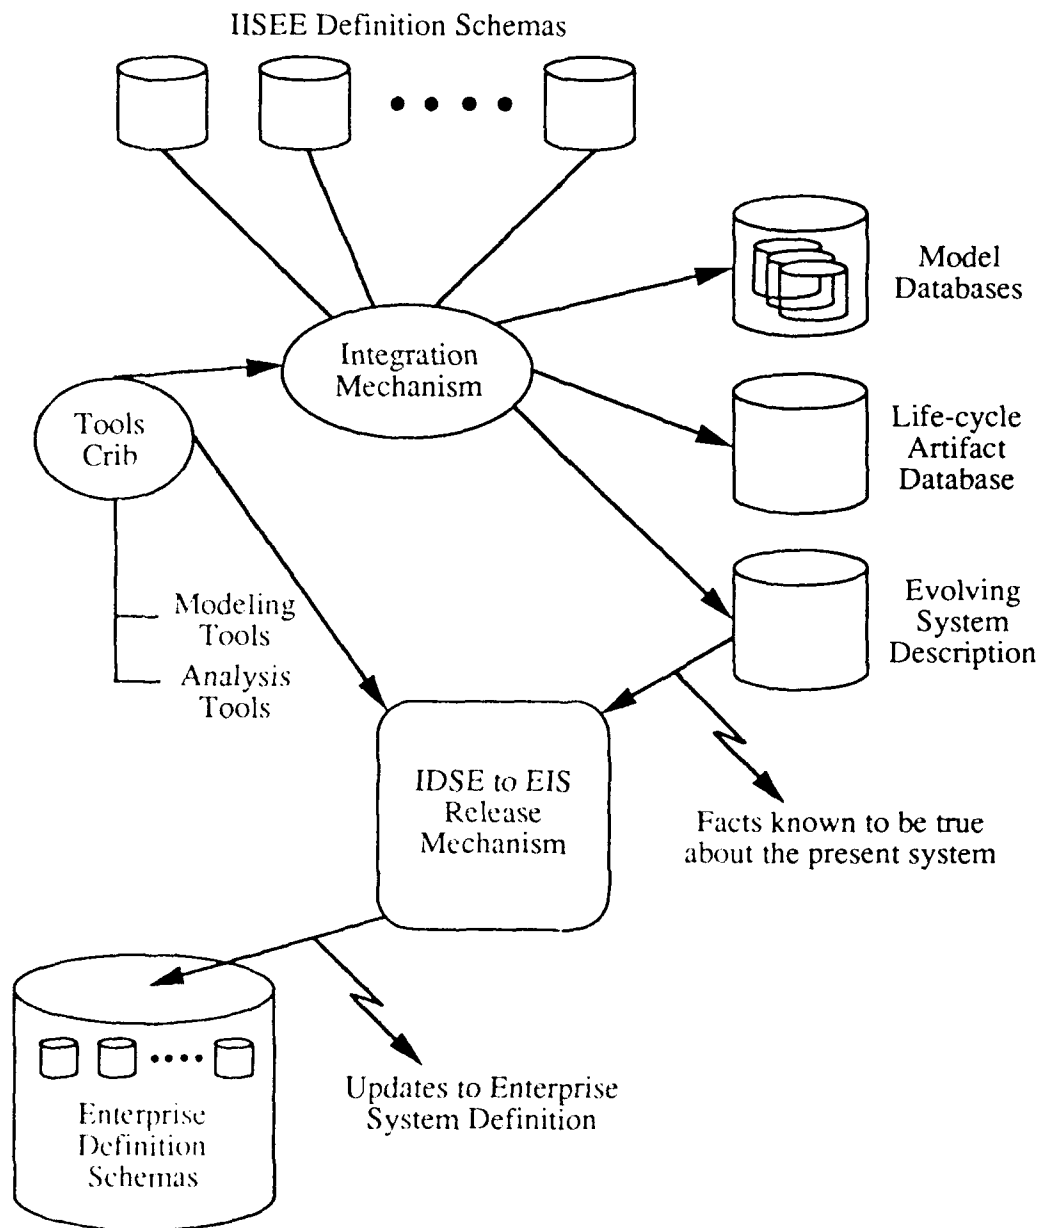 IISEE Definition Schemas
Model
Databases
Integration
Mechanism
Tools
Crib
Life-cycle
Artifact
Database
Modeling
Tools
Analysis
Tools
Evolving
System
Description
IDSE to EIS
Release
Mechanism
Facts known to be true
about the present system
Updates to Enterprise
System Definition
Enterprise
Definition
Schemas